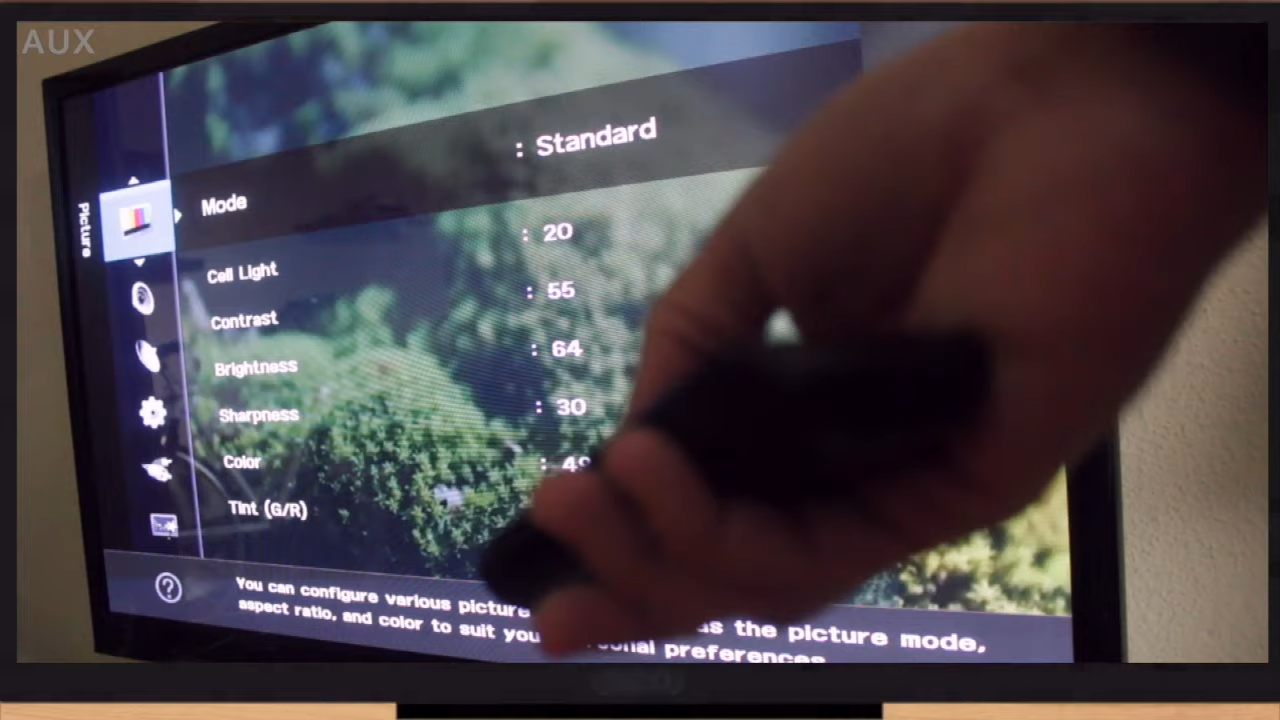 AUX
Picture
Mode : Standard
Cell Light : 20
Contrast : 55
Brightness : 64
Sharpness : 30
Color
Tint (G/R)
You can configure various picture as the picture mode,
aspect ratio, and color to suit preferences